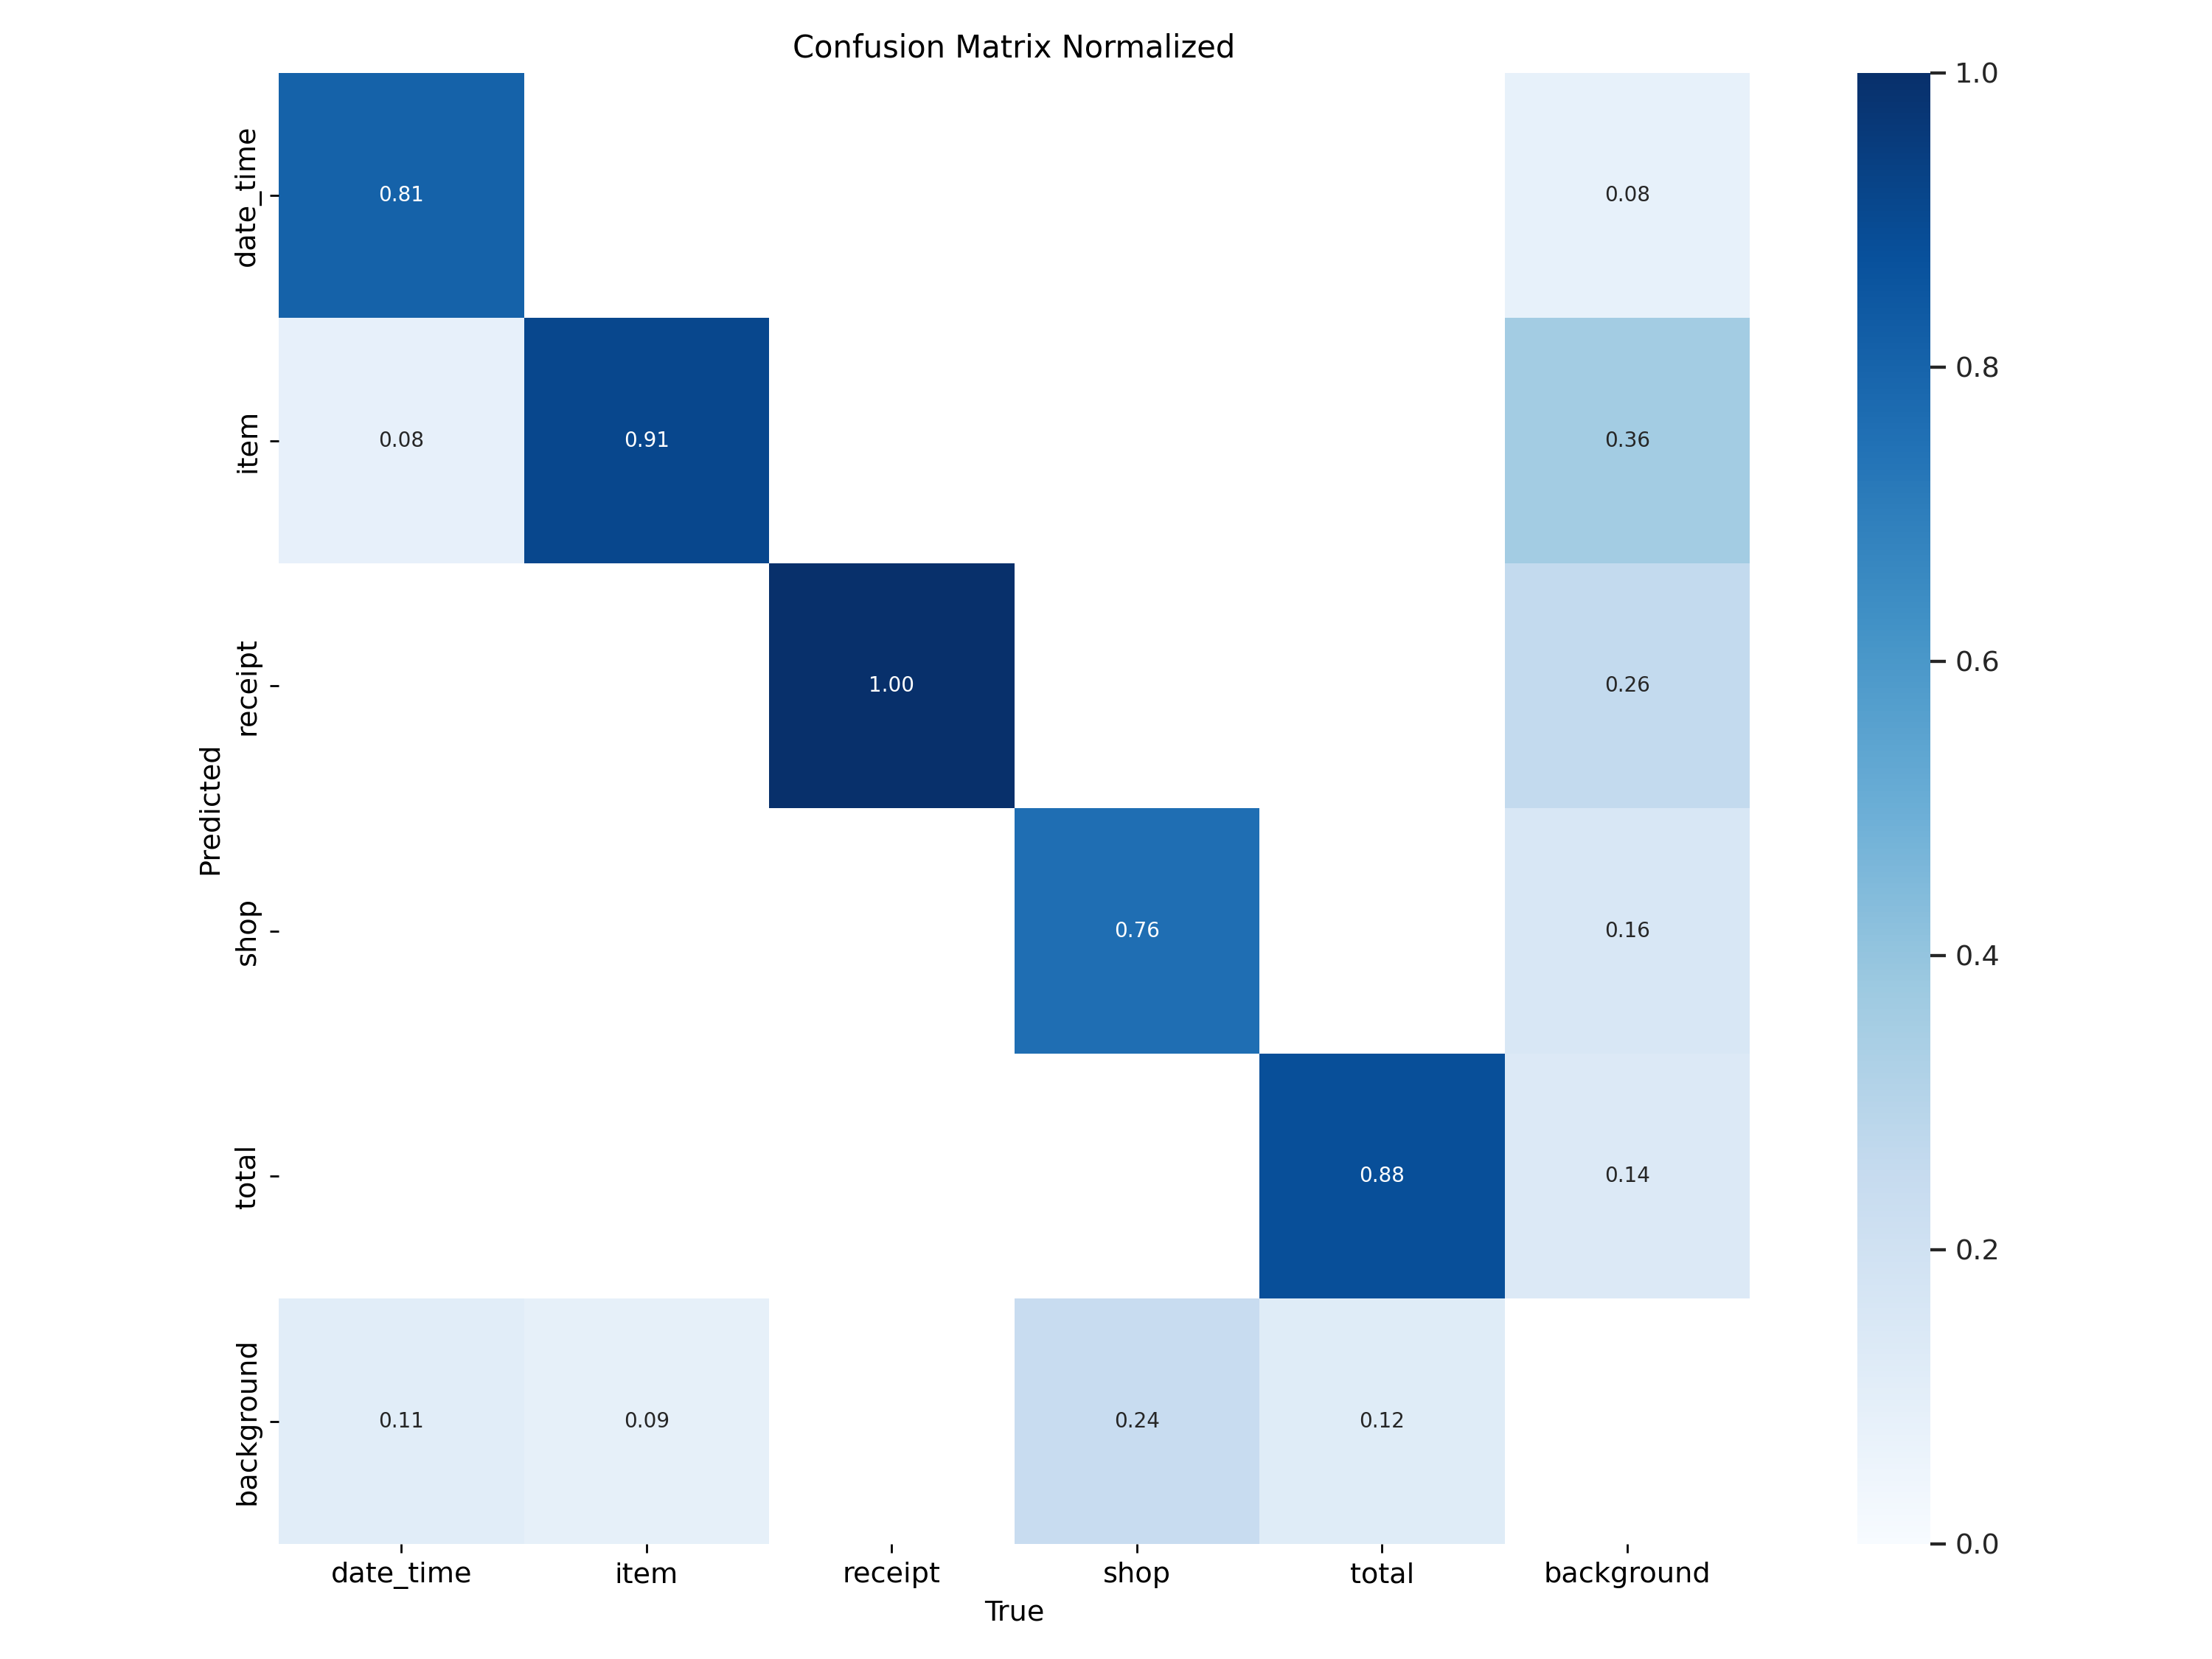 Confusion Matrix Normalized
Predicted
date_time
0.81
0.08
item
0.08
0.91
0.36
receipt
1.00
0.26
shop
0.76
0.16
total
0.88
0.14
background
0.11
0.09
0.24
0.12
date_time
item
receipt
shop
total
background
True
1.0
0.8
0.6
0.4
0.2
0.0